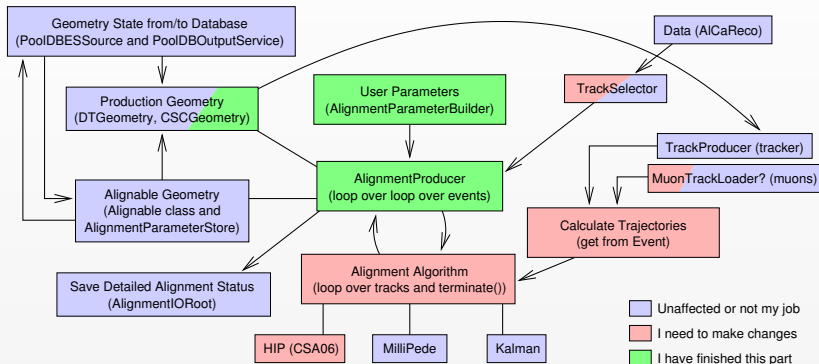 Geometry State from/to Database
(PoolDBESSource and PoolDBOutputService)
Data (AlCaReco)
Production Geometry
(DTGeometry, CSCGeometry)
User Parameters
(AlignmentParameterBuilder)
TrackSelector
TrackProducer (tracker)
MuonTrackLoader? (muons)
AlignmentProducer
(loop over loop over events)
Alignable Geometry
(Alignable class and
AlignmentParameterStore)
Calculate Trajectories
(get from Event)
Save Detailed Alignment Status
(AlignmentIORoot)
Alignment Algorithm
(loop over tracks and terminate())
HIP (CSA06)
MilliPede
Kalman
Unaffected or not my job
I need to make changes
I have finished this part